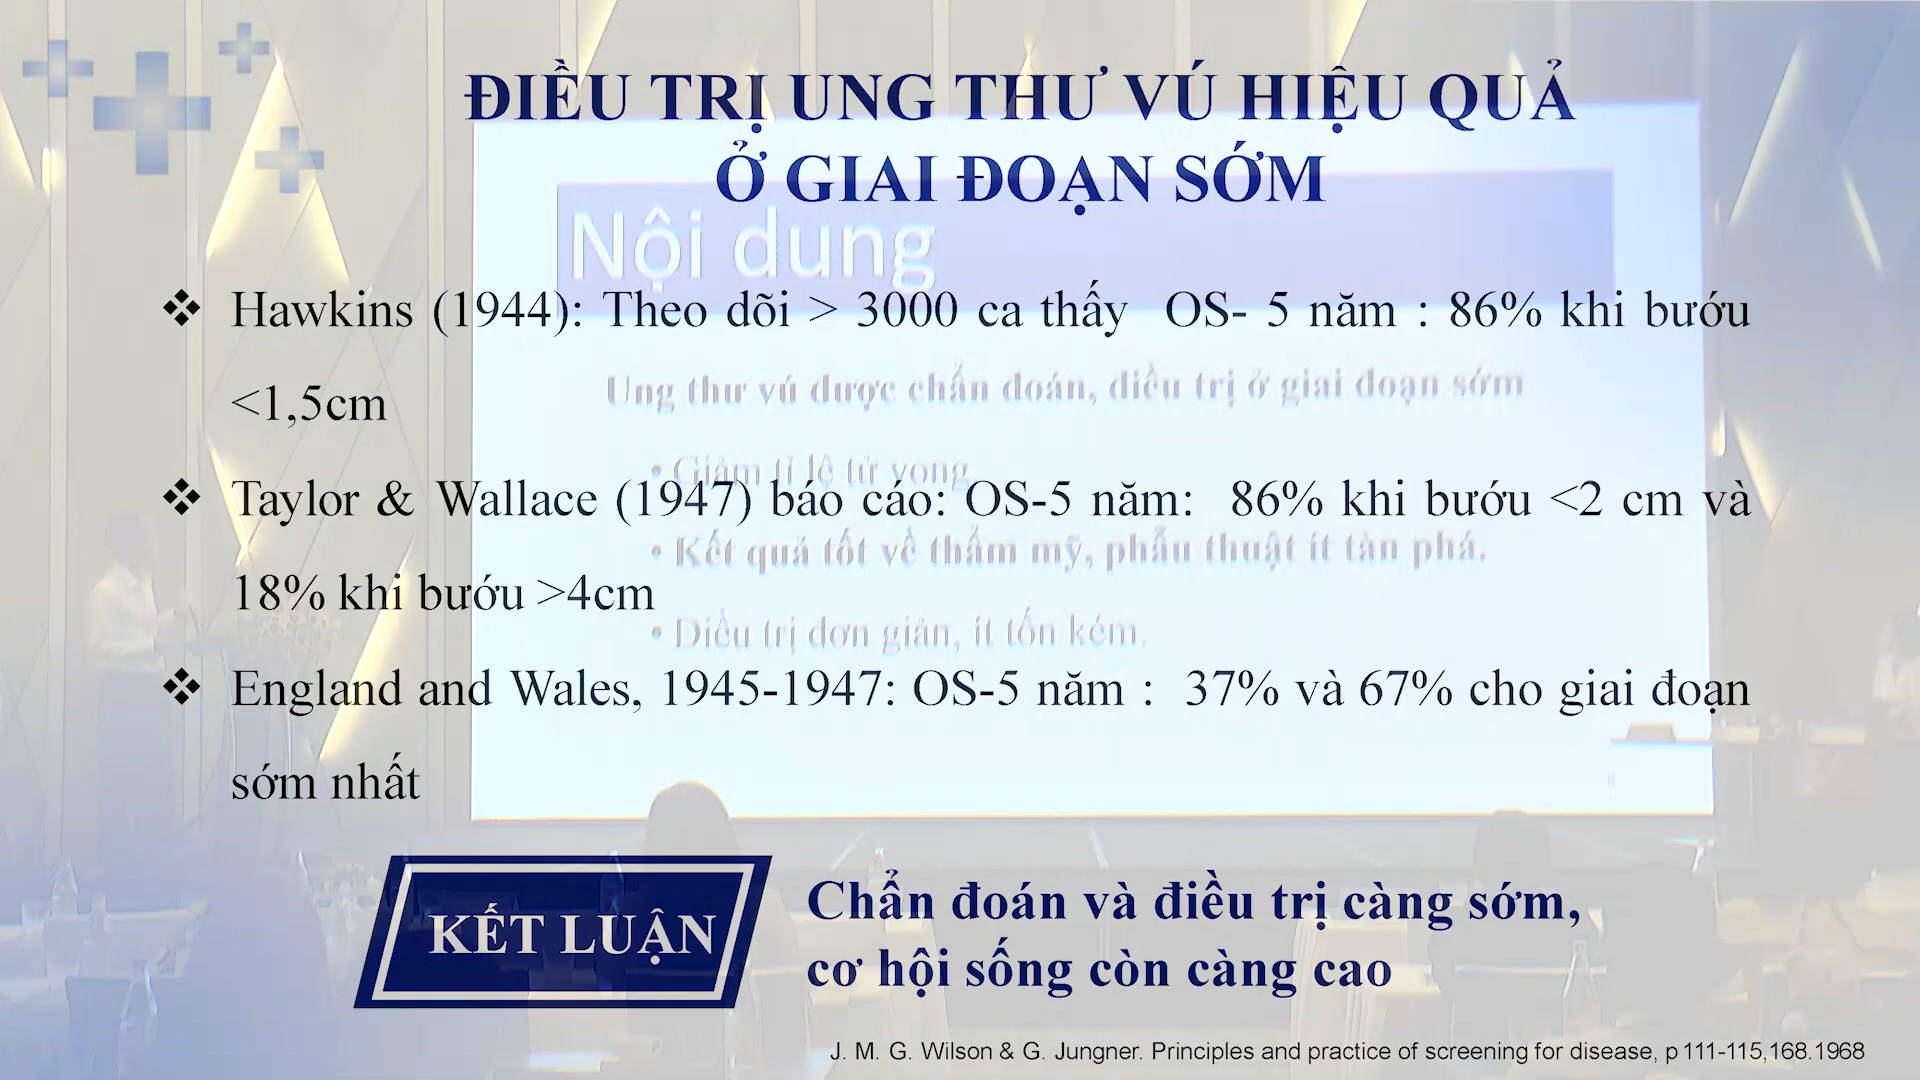 ĐIỀU TRỊ UNG THƯ VÚ HIỆU QUẢ
Ở GIAI ĐOẠN SỚM
Nội dung
❖ Hawkins (1944): Theo dõi > 3000 ca thấy OS- 5 năm : 86% khi bướu
<1,5cm
Ung thư vú được chẩn đoán, điều trị ở giai đoạn sớm
• Giảm tỉ lệ tử vong
❖ Taylor & Wallace (1947) báo cáo: OS-5 năm: 86% khi bướu <2 cm và
• Kết quả tốt về thẩm mỹ, phẫu thuật ít tàn phá.
18% khi bướu >4cm
• Điều trị đơn giản, ít tốn kém.
❖ England and Wales, 1945-1947: OS-5 năm : 37% và 67% cho giai đoạn
sớm nhất
KẾT LUẬN
Chẩn đoán và điều trị càng sớm,
cơ hội sống còn càng cao
J. M. G. Wilson & G. Jungner. Principles and practice of screening for disease, p 111-115,168.1968